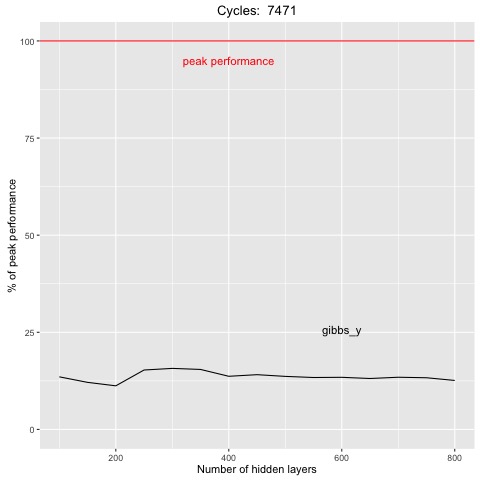 Cycles: 7471
100
peak performance
75
% of peak performance
50
gibbs_y
25
0
200
400
600
800
Number of hidden layers